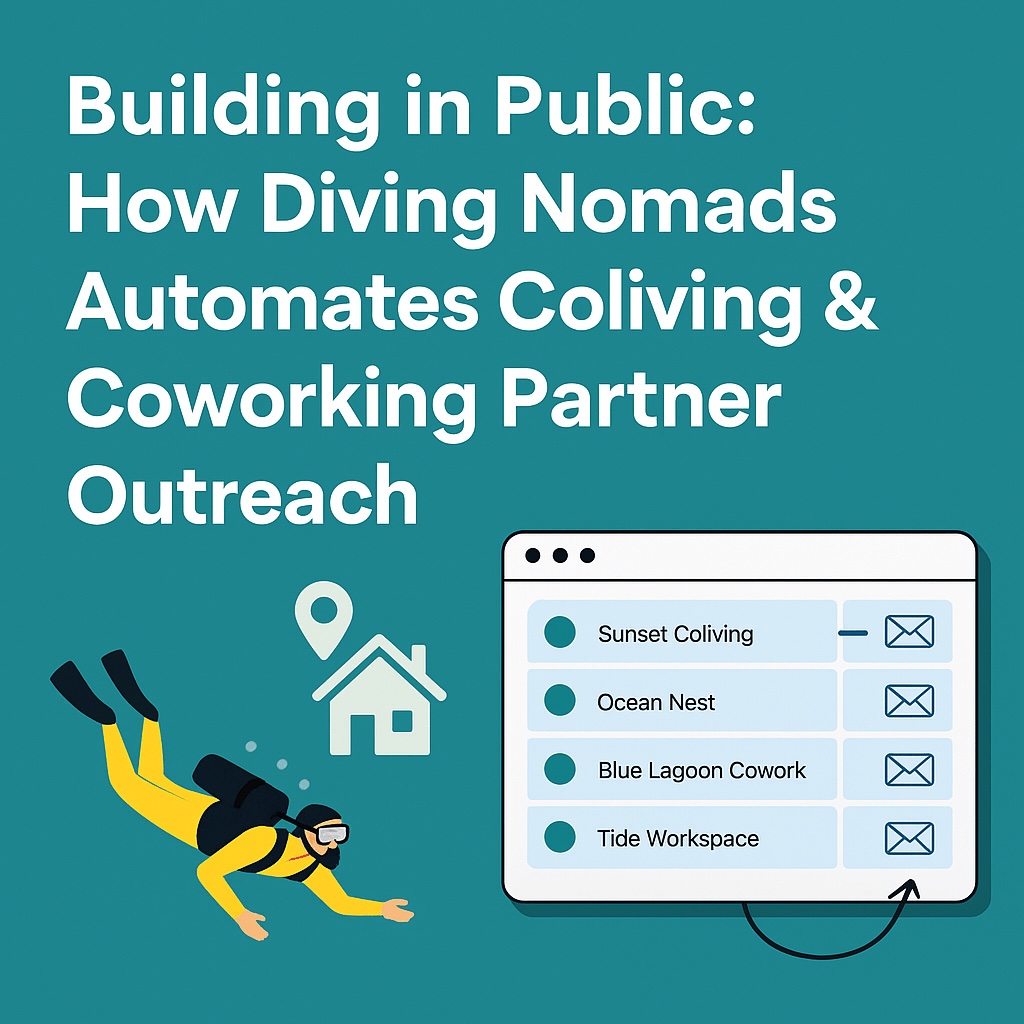 Building in Public:
How Diving Nomads
Automates Coliving &
Coworking Partner
Outreach
Sunset Coliving
Ocean Nest
Blue Lagoon Cowork
Tide Workspace